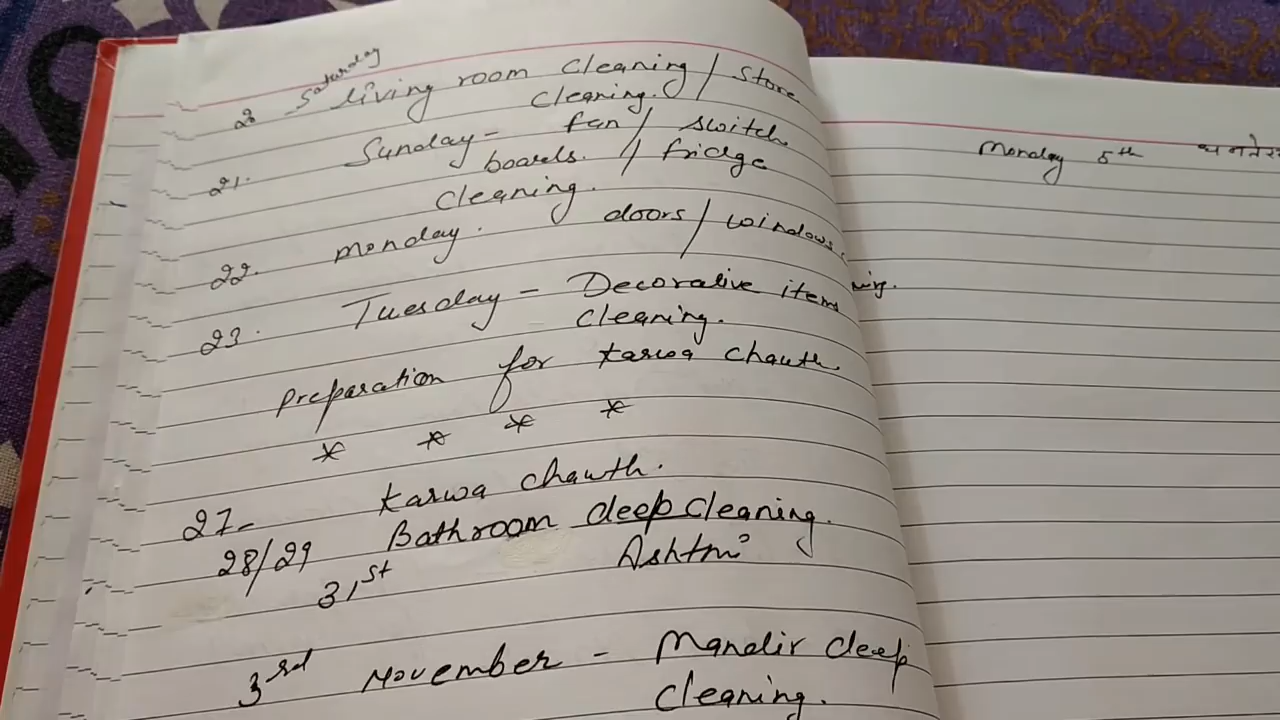 Saturday
living room cleaning / store
cleaning.
21. Sunday - fan / switch
boards. // fridge
cleaning.
22. monday. doors / windows
23. Tuesday - Decorative items
cleaning.
preparation for karwa chauth
* * * *
27- karwa chauth.
28/29 Bathroom deep cleaning.
31st Ashtmi
3rd November - Mandir deep
cleaning.
Monday 5th